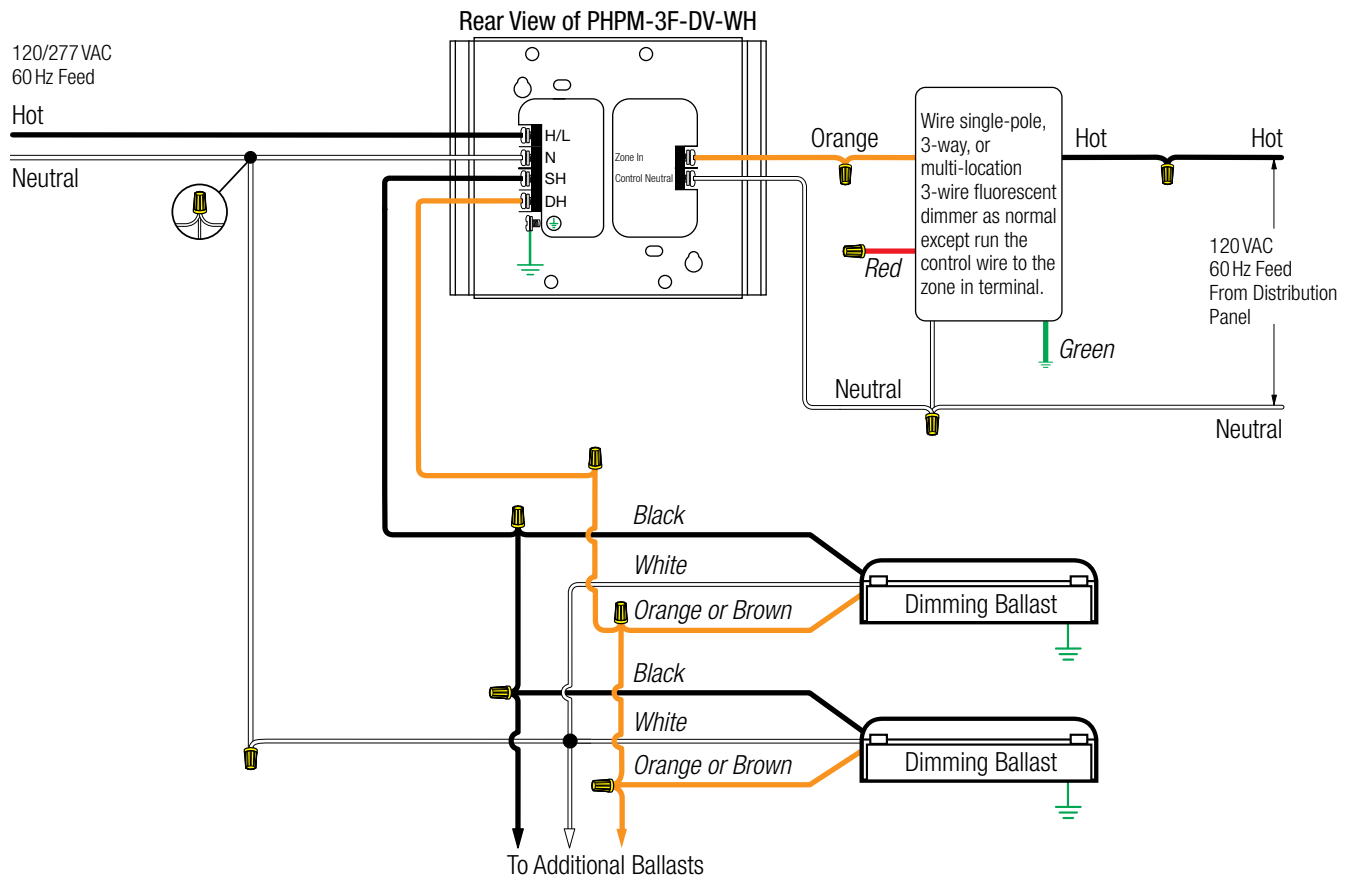 Rear View of PHPM-3F-DV-WH
120/277 VAC
60 Hz Feed
Hot
Neutral
H/L
N
SH
DH
Zone In
Control Neutral
Orange
Red
Wire single-pole,
3-way, or
multi-location
3-wire fluorescent
dimmer as normal
except run the
control wire to the
zone in terminal.
Hot
Hot
120 VAC
60 Hz Feed
From Distribution
Panel
Green
Neutral
Neutral
Black
White
Orange or Brown
Dimming Ballast
Black
White
Orange or Brown
Dimming Ballast
To Additional Ballasts